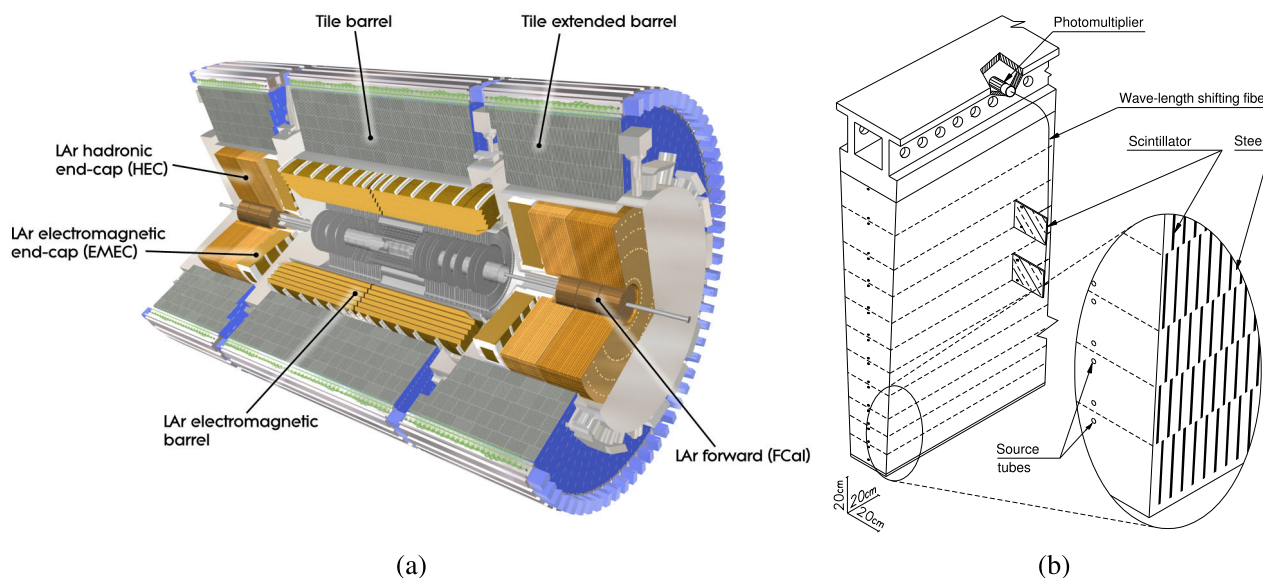 Tile barrel
Tile extended barrel
LAr hadronic
end-cap (HEC)
LAr electromagnetic
end-cap (EMEC)
LAr electromagnetic
barrel
LAr forward (FCal)
(a)
Photomultiplier
Wave-length shifting fibe
Scintillator
Stee
Source
tubes
20cm
20cm
20cm
(b)